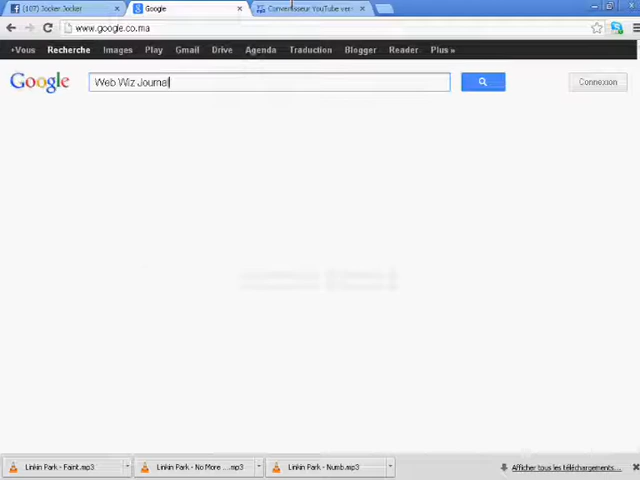 (107) Jocker Jocker
Google
Convertisseur YouTube vers
www.google.co.ma
+Vous Recherche Images Play Gmail Drive Agenda Traduction Blogger Reader Plus »
Google Web Wiz Journal Connexion
Linkin Park - Faint.mp3 Linkin Park - No More ....mp3 Linkin Park - Numb.mp3 Afficher tous les téléchargements...